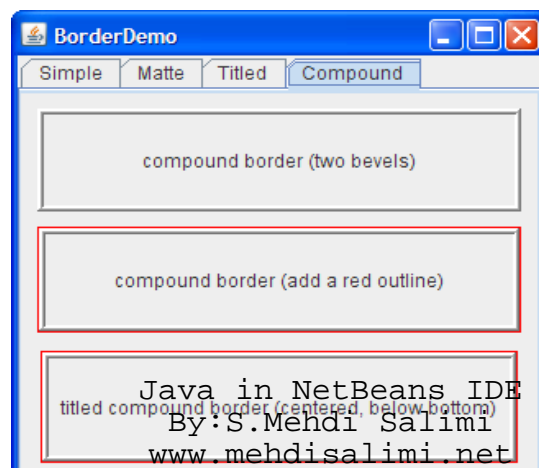 BorderDemo
Simple Matte Titled Compound
compound border (two bevels)
compound border (add a red outline)
titled compound border (centered, below bottom)
Java in NetBeans IDE
By:S.Mehdi Salimi
www.mehdisalimi.net